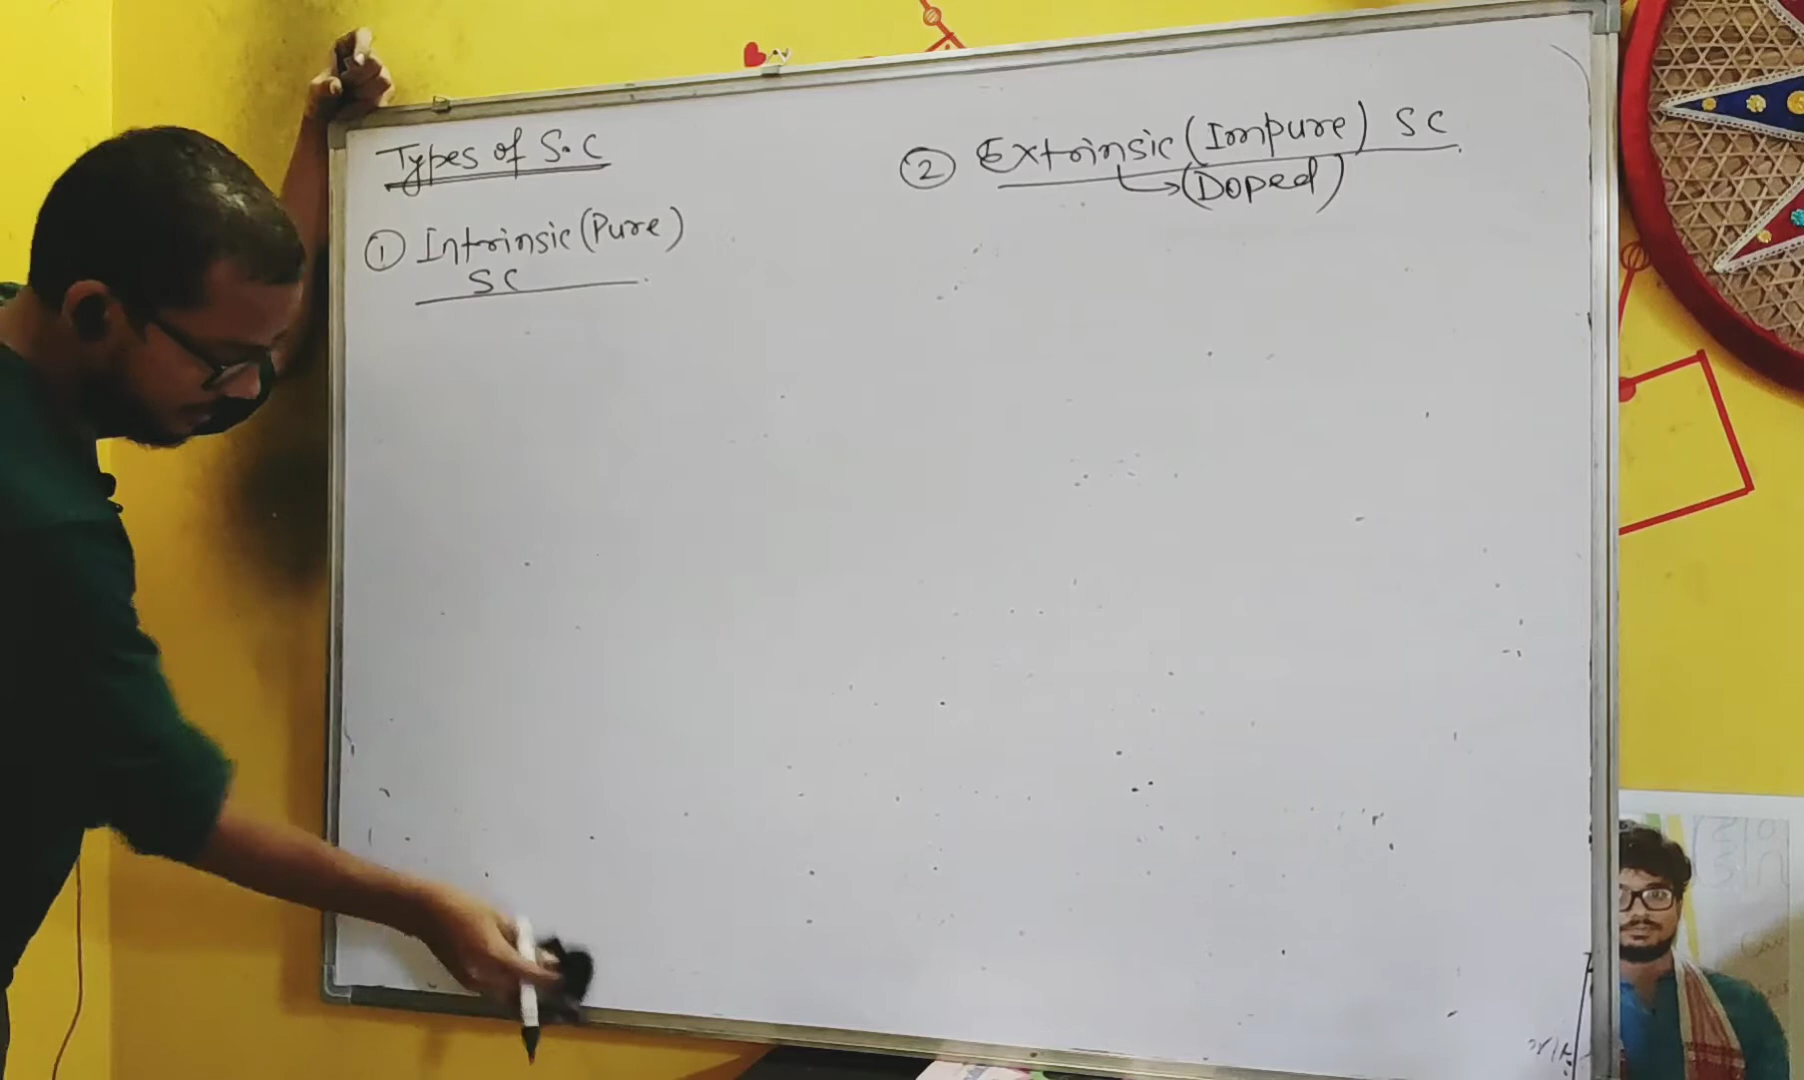 Types of S.C
① Intrinsic (Pure)
SC
② Extrinsic (Impure) SC
↳ (Doped)